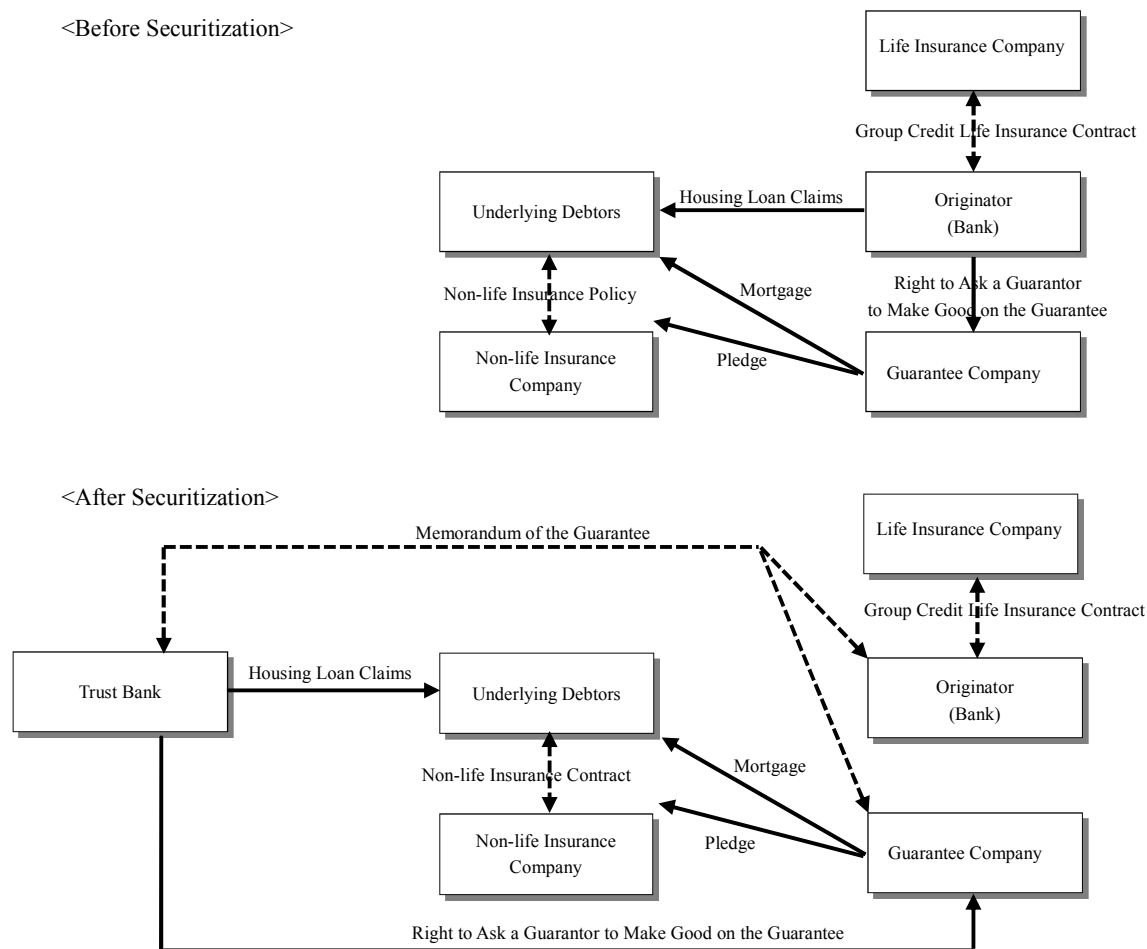 <Before Securitization>
Life Insurance Company
Group Credit Life Insurance Contract
Underlying Debtors
Housing Loan Claims
Originator
(Bank)
Non-life Insurance Policy
Mortgage
Right to Ask a Guarantor
to Make Good on the Guarantee
Non-life Insurance
Company
Pledge
Guarantee Company
<After Securitization>
Memorandum of the Guarantee
Life Insurance Company
Group Credit Life Insurance Contract
Trust Bank
Housing Loan Claims
Underlying Debtors
Originator
(Bank)
Non-life Insurance Contract
Mortgage
Non-life Insurance
Company
Pledge
Guarantee Company
Right to Ask a Guarantor to Make Good on the Guarantee